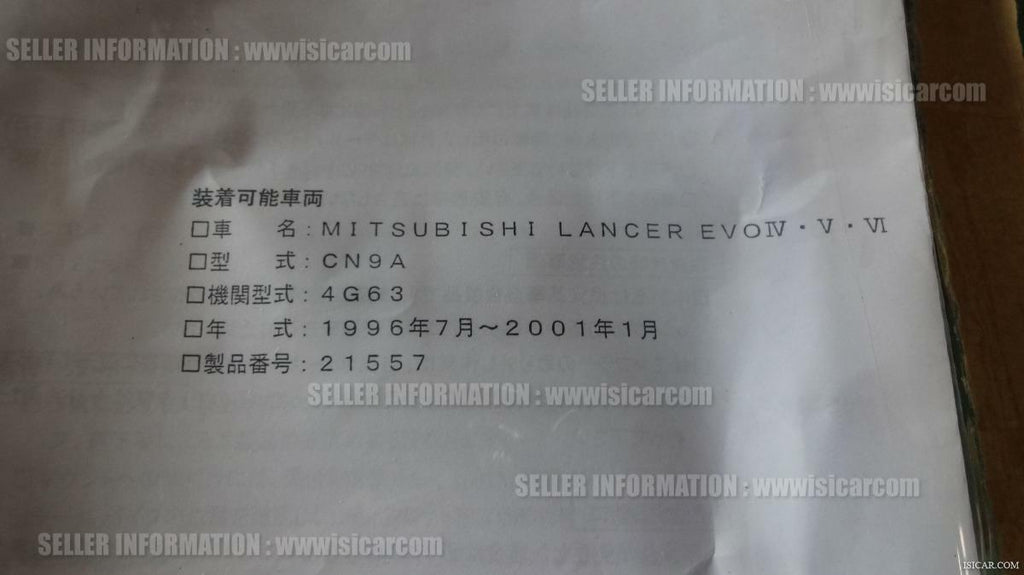 SELLER INFORMATION : wwwisicarcom
SELLER INFORMATION : wwwisicarcom
装着可能車両
□車　　名：ＭＩＴＳＵＢＩＳＨＩ　ＬＡＮＣＥＲ　ＥＶＯⅣ・Ⅴ・Ⅵ
□型　　式：ＣＮ９Ａ
□機関型式：４Ｇ６３
□年　　式：１９９６年７月～２００１年１月
□製品番号：２１５５７
SELLER INFORMATION : wwwisicarcom
SELLER INFORMATION : wwwisicarcom
SELLER INFORMATION : wwwisicarcom
ISICAR.COM